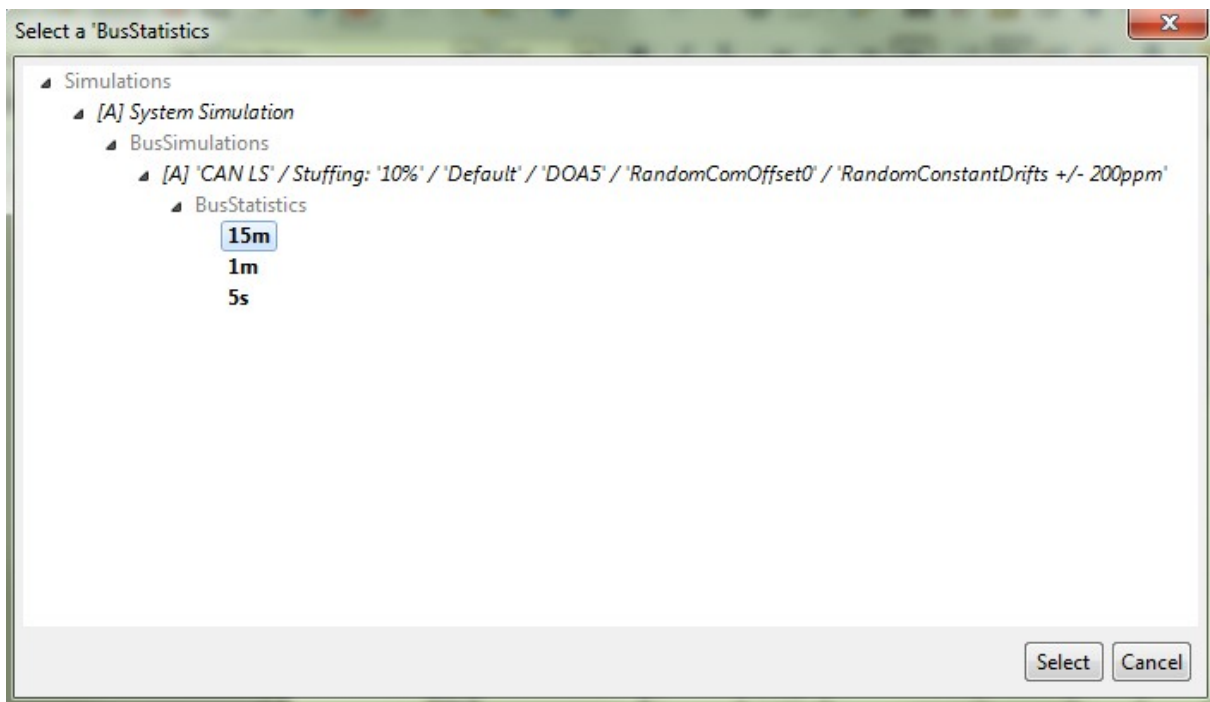 Select a 'BusStatistics
x
Simulations
[A] System Simulation
BusSimulations
[A] 'CAN LS' / Stuffing: '10%' / 'Default' / 'DOA5' / 'RandomComOffset0' / 'RandomConstantDrifts +/- 200ppm'
BusStatistics
15m
1m
5s
Select Cancel